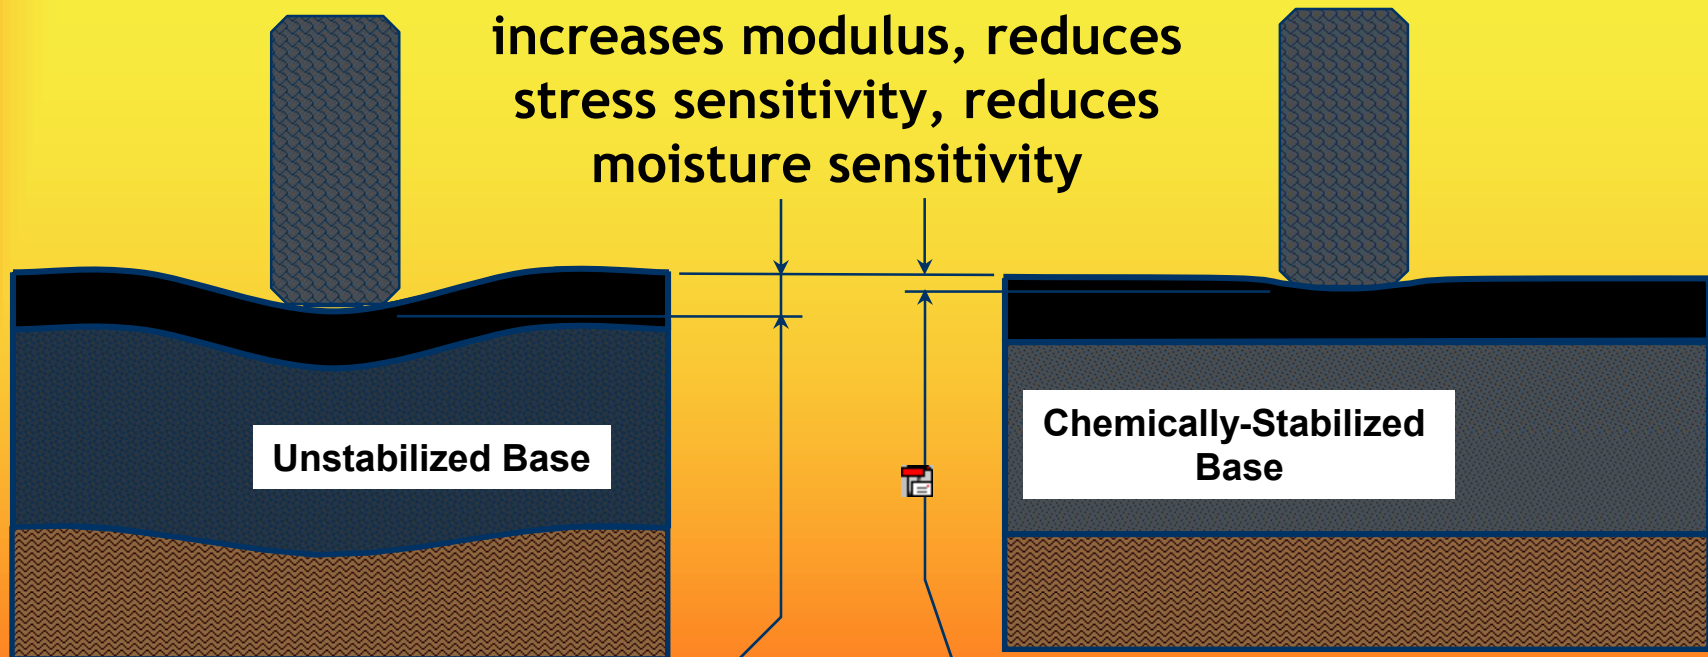 increases modulus, reduces
stress sensitivity, reduces
moisture sensitivity
Unstabilized Base
Chemically-Stabilized
Base